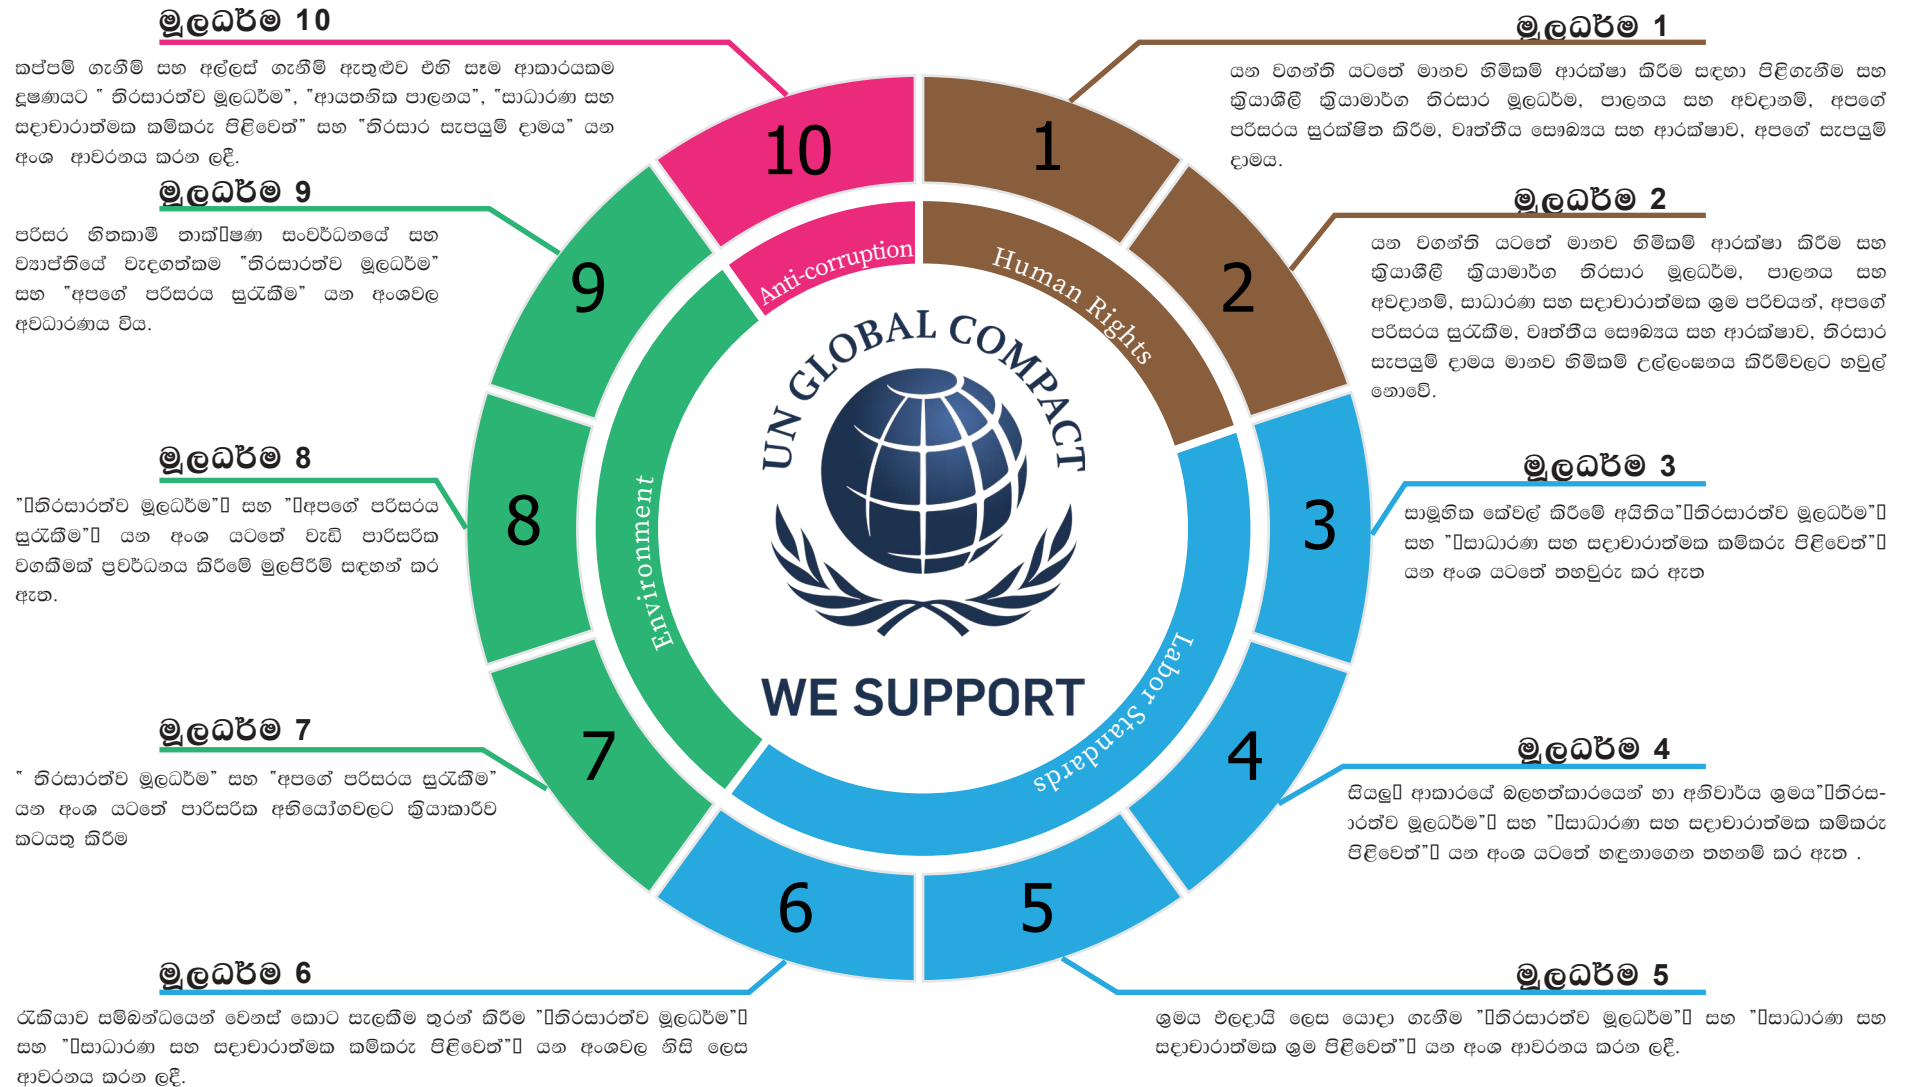 මූලධර්ම 10
කප්පම් ගැනීම් සහ අල්ලස් ගැනීම් ඇතුළුව එහි සෑම ආකාරයකම
දූෂණයට “ තිරසාරත්ව මූලධර්ම”, “ආයතනික පාලනය”, “සාධාරණ සහ
සදාචාරාත්මක කම්කරු පිළිවෙත්” සහ “තිරසාර සැපයුම් දාමය” යන
අංශ ආවරනය කරන ලදී.
මූලධර්ම 9
පරිසර හිතකාමී තාක්ෂණ සංවර්ධනයේ සහ
ව්‍යාප්තියේ වැදගත්කම “තිරසාරත්ව මූලධර්ම”
සහ “අපගේ පරිසරය සුරැකීම” යන අංශවල
අවධාරණය විය.
මූලධර්ම 8
”තිරසාරත්ව මූලධර්ම” සහ ”අපගේ පරිසරය
සුරැකීම” යන අංශ යටතේ වැඩි පාරිසරික
වගකීමක් ප්‍රවර්ධනය කිරීමේ මුලපිරීම් සඳහන් කර
ඇත.
මූලධර්ම 7
“ තිරසාරත්ව මූලධර්ම” සහ “අපගේ පරිසරය සුරැකීම”
යන අංශ යටතේ පාරිසරික අභියෝගවලට ක්‍රියාකාරීව
කටයතු කිරීම
මූලධර්ම 6
රැකියාව සම්බන්ධයෙන් වෙනස් කොට සැලකීම තුරන් කිරීම ”තිරසාරත්ව මූලධර්ම”
සහ ”සාධාරණ සහ සදාචාරාත්මක කම්කරු පිළිවෙත්” යන අංශවල නිසි ලෙස
ආවරනය කරන ලදී.
මූලධර්ම 1
යන වගන්ති යටතේ මානව හිමිකම් ආරක්ෂා කිරීම සඳහා පිළිගැනීම සහ
ක්‍රියාශීලී ක්‍රියාමාර්ග තිරසාර මූලධර්ම, පාලනය සහ අවදානම්, අපගේ
පරිසරය සුරක්ෂිත කිරීම, වෘත්තීය සෞඛ්‍යය සහ ආරක්ෂාව, අපගේ සැපයුම්
දාමය.
මූලධර්ම 2
යන වගන්ති යටතේ මානව හිමිකම් ආරක්ෂා කිරීම සහ
ක්‍රියාශීලී ක්‍රියාමාර්ග තිරසාර මූලධර්ම, පාලනය සහ
අවදානම්, සාධාරණ සහ සදාචාරාත්මක ශ්‍රම පරිචයන්, අපගේ
පරිසරය සුරැකීම, වෘත්තීය සෞඛ්‍යය සහ ආරක්ෂාව, තිරසාර
සැපයුම් දාමය මානව හිමිකම් උල්ලංඝනය කිරීම්වලට හවුල්
නොවේ.
මූලධර්ම 3
සාමූහික කේවල් කිරීමේ අයිතිය”තිරසාරත්ව මූලධර්ම”
සහ ”සාධාරණ සහ සදාචාරාත්මක කම්කරු පිළිවෙත්”
යන අංශ යටතේ තහවුරු කර ඇත
මූලධර්ම 4
සියලු ආකාරයේ බලහත්කාරයෙන් හා අනිවාර්ය ශ්‍රමය”තිරස-
ාරත්ව මූලධර්ම” සහ ”සාධාරණ සහ සදාචාරාත්මක කම්කරු
පිළිවෙත්” යන අංශ යටතේ හඳුනාගෙන තහනම් කර ඇත .
මූලධර්ම 5
ශ්‍රමය ඵලදායි ලෙස යොදා ගැනීම ”තිරසාරත්ව මූලධර්ම” සහ ”සාධාරණ සහ
සදාචාරාත්මක ශ්‍රම පිළිවෙත්” යන අංශ ආවරනය කරන ලදී.
1
2
3
4
5
6
7
8
9
10
Human Rights
Labor Standards
Environment
Anti-corruption
UN GLOBAL COMPACT
WE SUPPORT